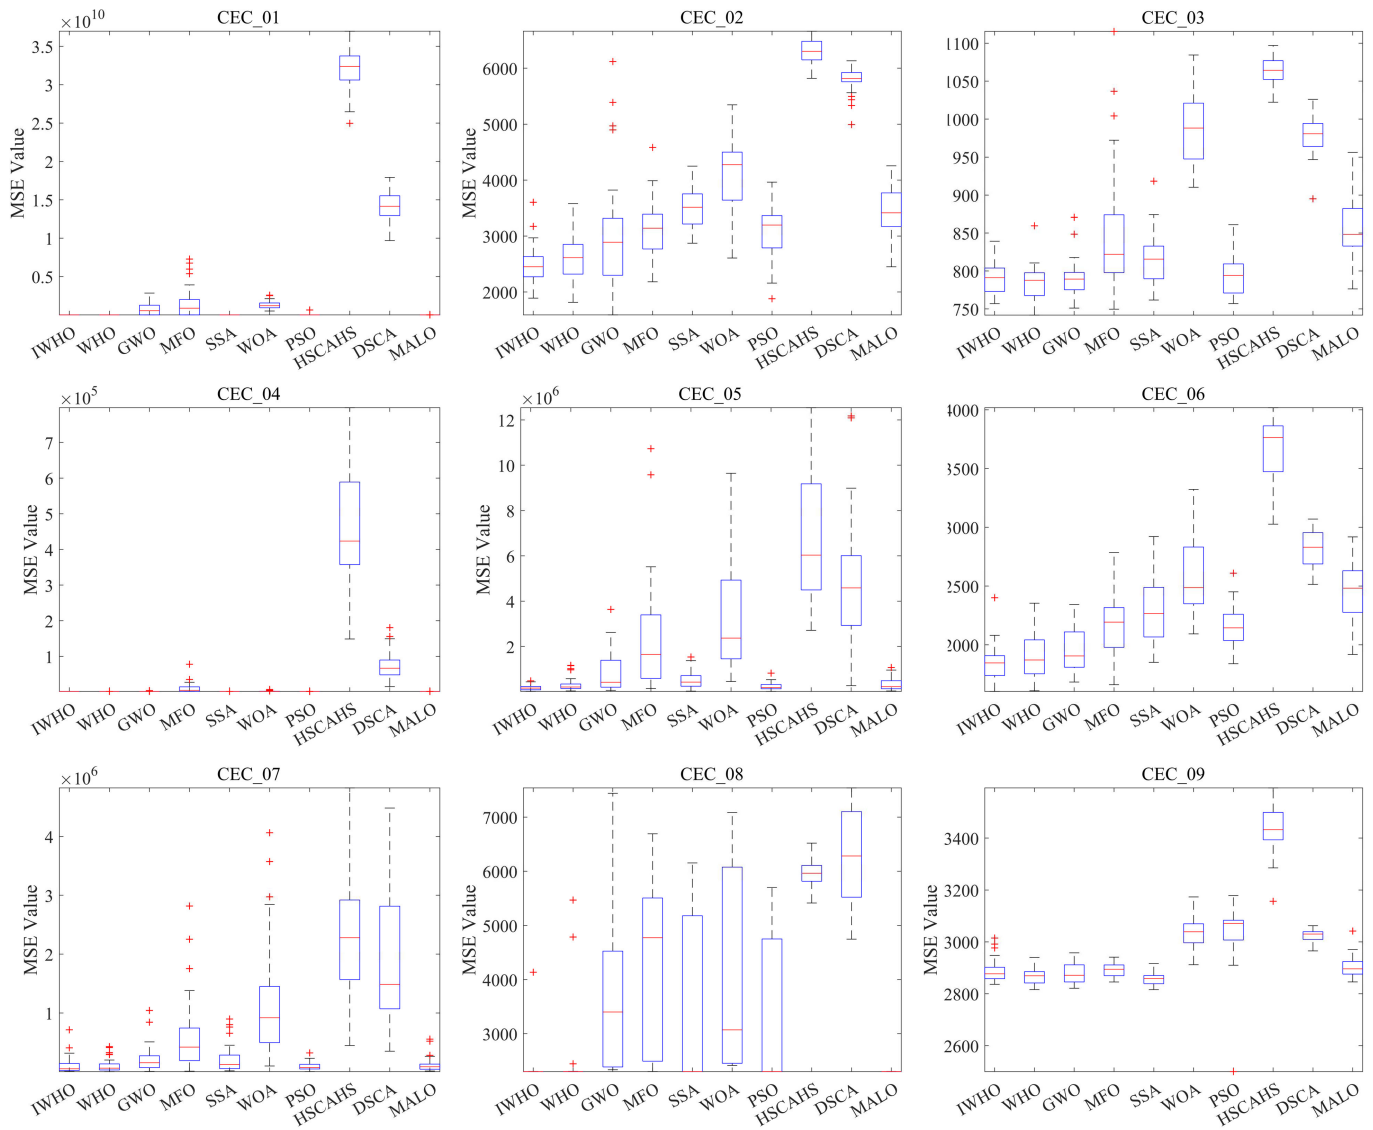 CEC_01
×10^10
MSE Value
3.5
3
2.5
2
1.5
1
0.5
IWHO
WHO
GWO
MFO
SSA
WOA
PSO
HSCAHS
DSCA
MALO
CEC_02
MSE Value
6000
5000
4000
3000
2000
IWHO
WHO
GWO
MFO
SSA
WOA
PSO
HSCAHS
DSCA
MALO
CEC_03
1100
1050
1000
950
900
850
800
750
IWHO
WHO
GWO
MFO
SSA
WOA
PSO
HSCAHS
DSCA
MALO
CEC_04
×10^5
MSE Value
7
6
5
4
3
2
1
IWHO
WHO
GWO
MFO
SSA
WOA
PSO
HSCAHS
DSCA
MALO
CEC_05
×10^6
MSE Value
12
10
8
6
4
2
IWHO
WHO
GWO
MFO
SSA
WOA
PSO
HSCAHS
DSCA
MALO
CEC_06
4000
3500
3000
2500
2000
IWHO
WHO
GWO
MFO
SSA
WOA
PSO
HSCAHS
DSCA
MALO
CEC_07
×10^6
MSE Value
4
3
2
1
IWHO
WHO
GWO
MFO
SSA
WOA
PSO
HSCAHS
DSCA
MALO
CEC_08
MSE Value
7000
6000
5000
4000
3000
IWHO
WHO
GWO
MFO
SSA
WOA
PSO
HSCAHS
DSCA
MALO
CEC_09
MSE Value
3400
3200
3000
2800
2600
IWHO
WHO
GWO
MFO
SSA
WOA
PSO
HSCAHS
DSCA
MALO